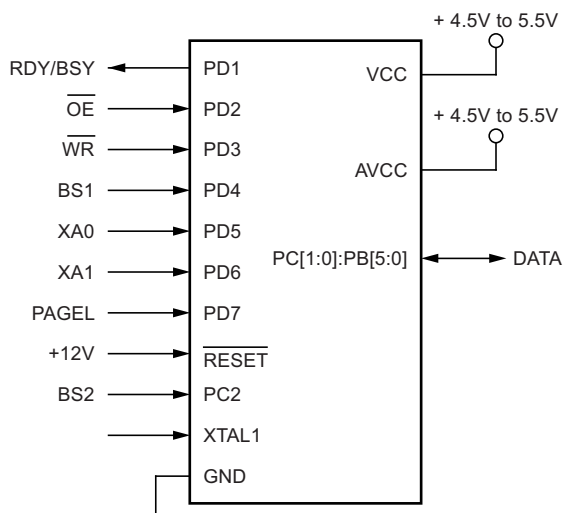 + 4.5V to 5.5V
RDY/BSY PD1 VCC
OE PD2
+ 4.5V to 5.5V
WR PD3
BS1 PD4 AVCC
XA0 PD5
PC[1:0]:PB[5:0] DATA
XA1 PD6
PAGEL PD7
+12V RESET
BS2 PC2
XTAL1
GND